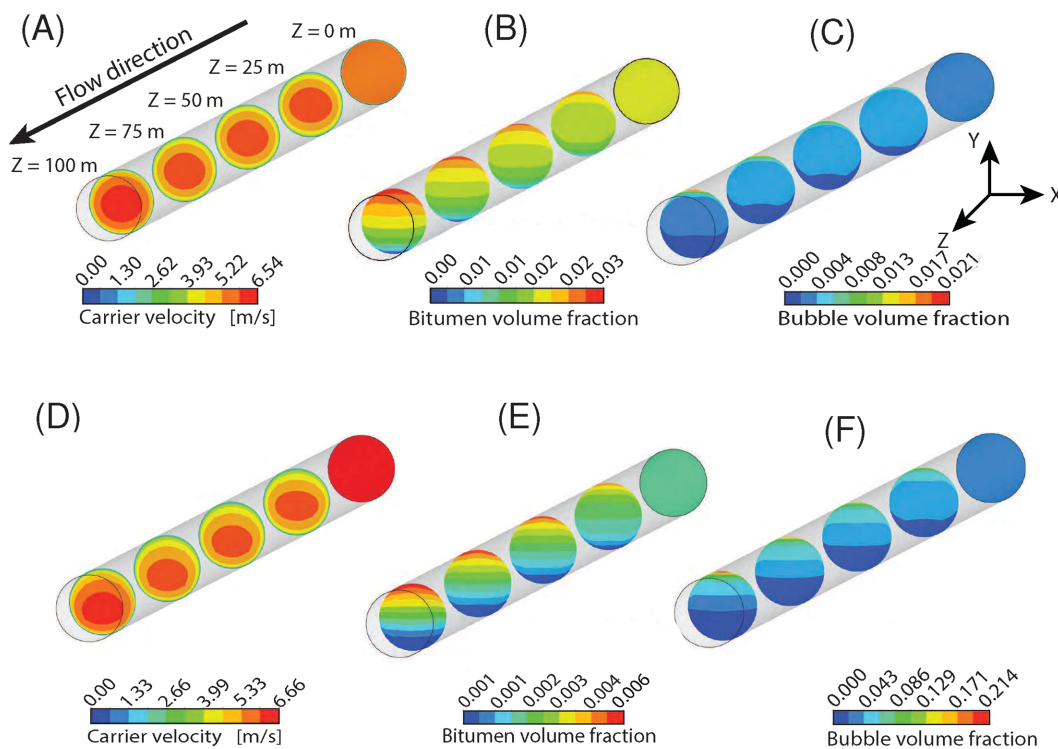 (A)
Z = 0 m
Z = 25 m
Z = 50 m
Z = 75 m
Z = 100 m
Flow direction
0.00 1.30 2.62 3.93 5.22 6.54
Carrier velocity [m/s]
(B)
0.00 0.01 0.01 0.02 0.02 0.03
Bitumen volume fraction
(C)
Y
X
Z
0.000 0.004 0.008 0.013 0.017 0.021
Bubble volume fraction
(D)
0.00 1.33 2.66 3.99 5.33 6.66
Carrier velocity [m/s]
(E)
0.001 0.001 0.002 0.003 0.004 0.006
Bitumen volume fraction
(F)
0.000 0.043 0.086 0.129 0.171 0.214
Bubble volume fraction